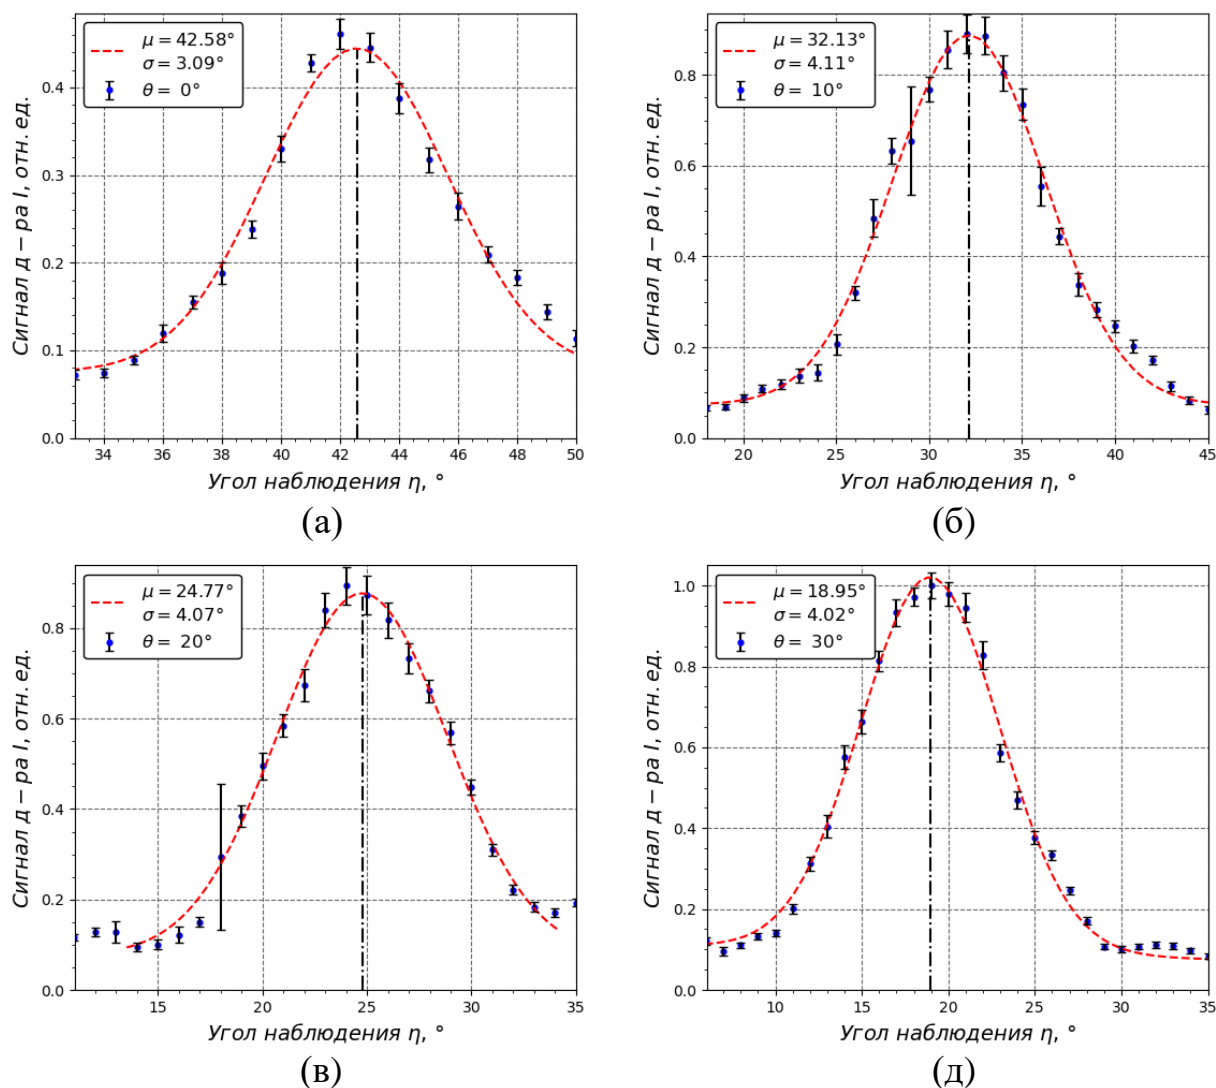 μ = 42.58°
σ = 3.09°
θ = 0°
0.4
0.3
0.2
0.1
0.0
Сигнал д − ра I, отн. ед.
34 36 38 40 42 44 46 48 50
Угол наблюдения η, °
(а)
μ = 32.13°
σ = 4.11°
θ = 10°
0.8
0.6
0.4
0.2
0.0
Сигнал д − ра I, отн. ед.
20 25 30 35 40 45
Угол наблюдения η, °
(б)
μ = 24.77°
σ = 4.07°
θ = 20°
0.8
0.6
0.4
0.2
0.0
Сигнал д − ра I, отн. ед.
15 20 25 30 35
Угол наблюдения η, °
(в)
μ = 18.95°
σ = 4.02°
θ = 30°
1.0
0.8
0.6
0.4
0.2
0.0
Сигнал д − ра I, отн. ед.
10 15 20 25 30 35
Угол наблюдения η, °
(д)